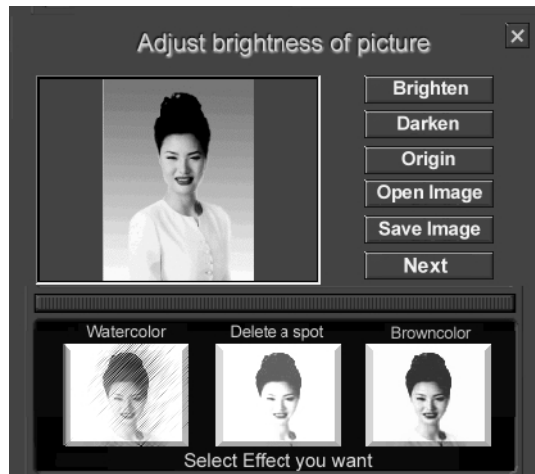 Adjust brightness of picture
Brighten
Darken
Origin
Open Image
Save Image
Next
Watercolor
Delete a spot
Browncolor
Select Effect you want